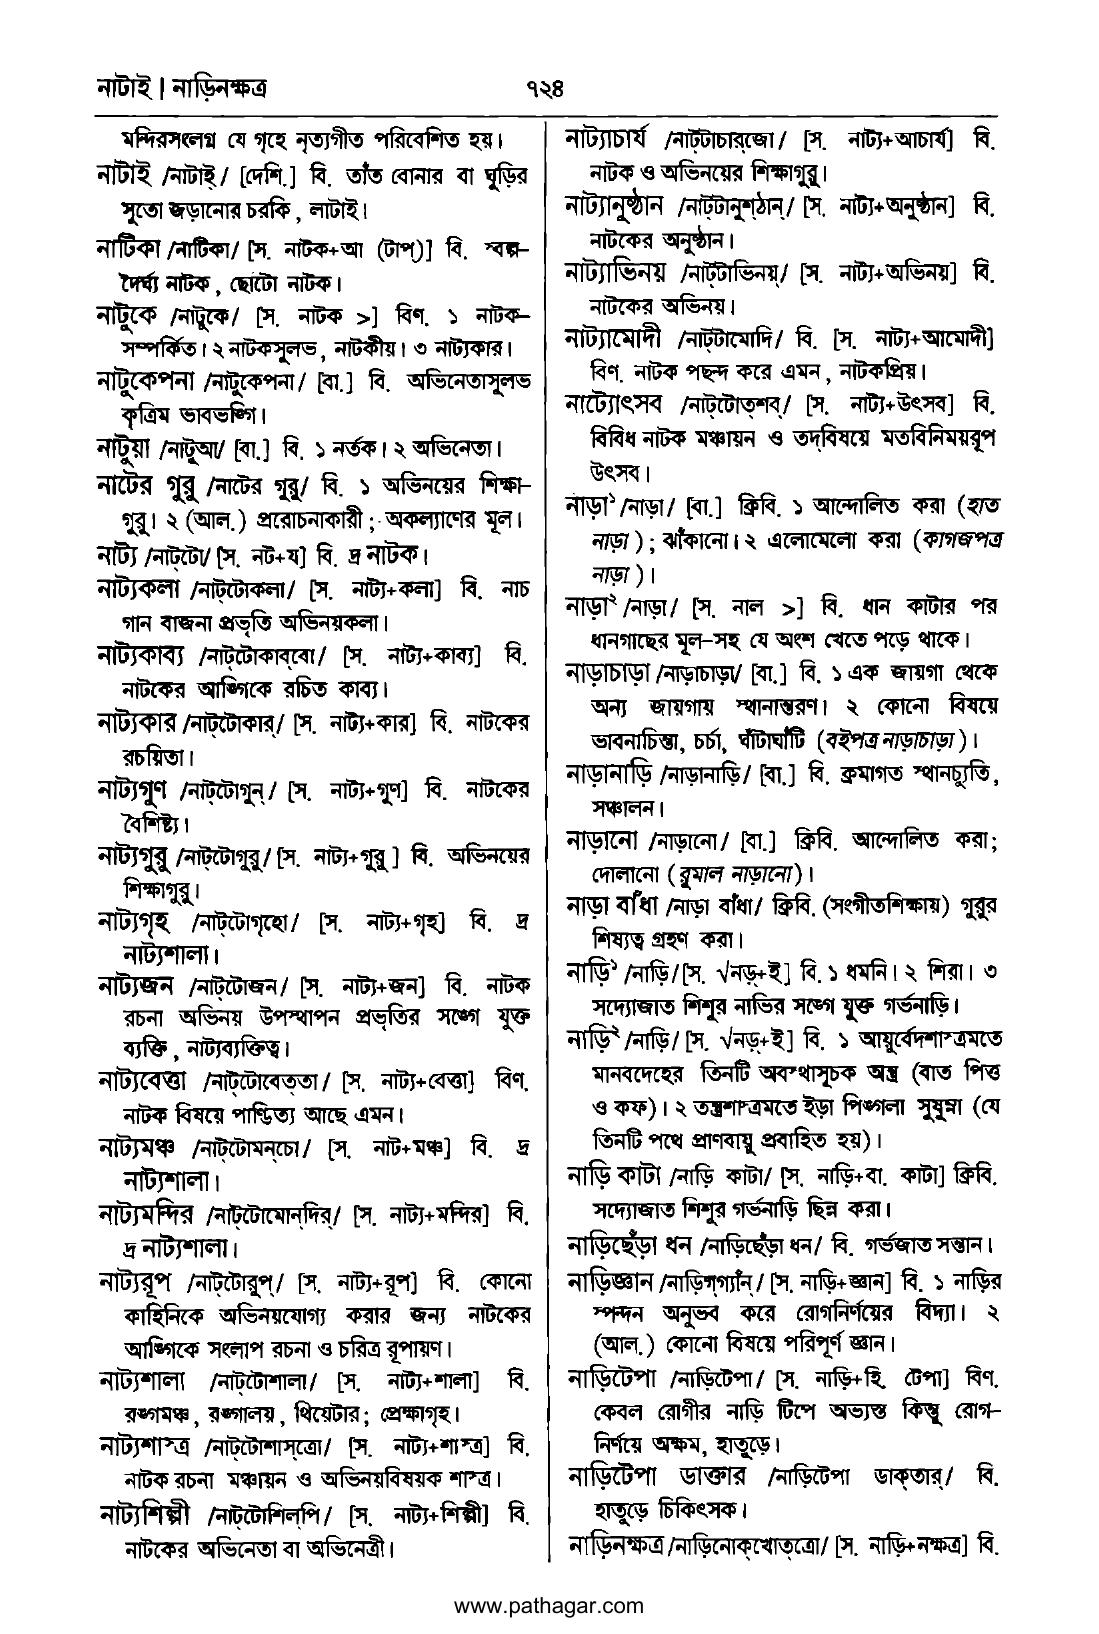 নাটাই | নাড়িনক্ষত্র
৭২৪
মন্দিরসংলগ্ন যে গৃহে নৃত্যগীত পরিবেশিত হয়।
নাটাই /নাটাই্/ [দেশি.] বি. তাঁত বোনার বা ঘুড়ির
সুতো জড়ানোর চরকি, লাটাই।
নাটিকা /নাটিকা/ [স. নাটক+আ (টাপ্)] বি. স্বল্প–
দৈর্ঘ্য নাটক, ছোটো নাটক।
নাটুকে /নাটুকে/ [স. নাটক >] বিণ. ১ নাটক–
সম্পর্কিত। ২ নাটকসুলভ, নাটকীয়। ৩ নাট্যকার।
নাটুকেপনা /নাটুকেপনা/ [বা.] বি. অভিনেতাসুলভ
কৃত্রিম ভাবভঙ্গি।
নাটুয়া /নাটুআ/ [বা.] বি. ১ নর্তক। ২ অভিনেতা।
নাটের গুরু /নাটের গুরু/ বি. ১ অভিনয়ের শিক্ষা–
গুরু। ২ (আল.) প্ররোচনাকারী; অকল্যাণের মূল।
নাট্য /নাট্‌টো/ [স. নট+য] বি. দ্র নাটক।
নাট্যকলা /নাট্‌টোকলা/ [স. নাট্য+কলা] বি. নাচ
গান বাজনা প্রভৃতি অভিনয়কলা।
নাট্যকাব্য /নাট্‌টোকাব্‌বো/ [স. নাট্য+কাব্য] বি.
নাটকের আঙ্গিকে রচিত কাব্য।
নাট্যকার /নাট্‌টোকার্/ [স. নাট্য+কার] বি. নাটকের
রচয়িতা।
নাট্যগুণ /নাট্‌টোগুন্/ [স. নাট্য+গুণ] বি. নাটকের
বৈশিষ্ট্য।
নাট্যগুরু /নাট্‌টোগুরু/ [স. নাট্য+গুরু ] বি. অভিনয়ের
শিক্ষাগুরু।
নাট্যগৃহ /নাট্‌টোগৃহো/ [স. নাট্য+গৃহ] বি. দ্র
নাট্যশালা।
নাট্যজন /নাট্‌টোজন/ [স. নাট্য+জন] বি. নাটক
রচনা অভিনয় উপস্থাপন প্রভৃতির সঙ্গে যুক্ত
ব্যক্তি, নাট্যব্যক্তিত্ব।
নাট্যবেত্তা /নাট্‌টোবেত্‌তা/ [স. নাট্য+বেত্তা] বিণ.
নাটক বিষয়ে পাণ্ডিত্য আছে এমন।
নাট্যমঞ্চ /নাট্‌টোমন্‌চো/ [স. নাট+মঞ্চ] বি. দ্র
নাট্যশালা।
নাট্যমন্দির /নাট্‌টোমোন্‌দির্/ [স. নাট্য+মন্দির] বি.
দ্র নাট্যশালা।
নাট্যরূপ /নাট্‌টোরুপ্/ [স. নাট্য+রূপ] বি. কোনো
কাহিনিকে অভিনয়যোগ্য করার জন্য নাটকের
আঙ্গিকে সংলাপ রচনা ও চরিত্র রূপায়ণ।
নাট্যশালা /নাট্‌টোশালা/ [স. নাট্য+শালা] বি.
রঙ্গমঞ্চ, রঙ্গালয়, থিয়েটার; প্রেক্ষাগৃহ।
নাট্যশাস্ত্র /নাট্‌টোশাস্‌ত্রো/ [স. নাট্য+শাস্ত্র] বি.
নাটক রচনা মঞ্চায়ন ও অভিনয়বিষয়ক শাস্ত্র।
নাট্যশিল্পী /নাট্‌টোশিল্‌পি/ [স. নাট্য+শিল্পী] বি.
নাটকের অভিনেতা বা অভিনেত্রী।
নাট্যাচার্য /নাট্‌টাচার্‌জো/ [স. নাট্য+আচার্য] বি.
নাটক ও অভিনয়ের শিক্ষাগুরু।
নাট্যানুষ্ঠান /নাট্‌টানুশ্‌ঠান্/ [স. নাট্য+অনুষ্ঠান] বি.
নাটকের অনুষ্ঠান।
নাট্যাভিনয় /নাট্‌টাভিনয়্/ [স. নাট্য+অভিনয়] বি.
নাটকের অভিনয়।
নাট্যামোদী /নাট্‌টামোদি/ বি. [স. নাট্য+আমোদী]
বিণ. নাটক পছন্দ করে এমন, নাটকপ্রিয়।
নাট্যোৎসব /নাট্‌টোত্‌শব্/ [স. নাট্য+উৎসব] বি.
বিবিধ নাটক মঞ্চায়ন ও তদ্‌বিষয়ে মতবিনিময়রূপ
উৎসব।
নাড়া১ /নাড়া/ [বা.] ক্রিবি. ১ আন্দোলিত করা (হাত
নাড়া); ঝাঁকানো। ২ এলোমেলো করা (কাগজপত্র
নাড়া)।
নাড়া২ /নাড়া/ [স. নাল >] বি. ধান কাটার পর
ধানগাছের মূল–সহ যে অংশ খেতে পড়ে থাকে।
নাড়াচাড়া /নাড়াচাড়া/ [বা.] বি. ১ এক জায়গা থেকে
অন্য জায়গায় স্থানান্তরণ। ২ কোনো বিষয়ে
ভাবনাচিন্তা, চর্চা, ঘাঁটাঘাঁটি (বইপত্র নাড়াচাড়া)।
নাড়ানাড়ি /নাড়ানাড়ি/ [বা.] বি. ক্রমাগত স্থানচ্যুতি,
সঞ্চালন।
নাড়ানো /নাড়ানো/ [বা.] ক্রিবি. আন্দোলিত করা;
দোলানো (রুমাল নাড়ানো)।
নাড়া বাঁধা /নাড়া বাঁধা/ ক্রিবি. (সংগীতশিক্ষায়) গুরুর
শিষ্যত্ব গ্রহণ করা।
নাড়ি১ /নাড়ি/ [স. √নড়্+ই] বি. ১ ধমনি। ২ শিরা। ৩
সদ্যোজাত শিশুর নাভির সঙ্গে যুক্ত গর্ভনাড়ি।
নাড়ি২ /নাড়ি/ [স. √নড়্+ই] বি. ১ আয়ুর্বেদশাস্ত্রমতে
মানবদেহের তিনটি অবস্থাসূচক অন্ত্র (বাত পিত্ত
ও কফ)। ২ তন্ত্রশাস্ত্রমতে ইড়া পিঙ্গলা সুষুম্না (যে
তিনটি পথে প্রাণবায়ু প্রবাহিত হয়)।
নাড়ি কাটা /নাড়ি কাটা/ [স. নাড়ি+বা. কাটা] ক্রিবি.
সদ্যোজাত শিশুর গর্ভনাড়ি ছিন্ন করা।
নাড়িছেঁড়া ধন /নাড়িছেঁড়া ধন/ বি. গর্ভজাত সন্তান।
নাড়িজ্ঞান /নাড়িগ্‌গ্যাঁন্/ [স. নাড়ি+জ্ঞান] বি. ১ নাড়ির
স্পন্দন অনুভব করে রোগনির্ণয়ের বিদ্যা। ২
(আল.) কোনো বিষয়ে পরিপূর্ণ জ্ঞান।
নাড়িটেপা /নাড়িটেপা/ [স. নাড়ি+হি. টেপা] বিণ.
কেবল রোগীর নাড়ি টিপে অভ্যস্ত কিন্তু রোগ–
নির্ণয়ে অক্ষম, হাতুড়ে।
নাড়িটেপা ডাক্তার /নাড়িটেপা ডাক্‌তার্/ বি.
হাতুড়ে চিকিৎসক।
নাড়িনক্ষত্র /নাড়িনোক্‌খোত্‌ত্রো/ [স. নাড়ি+নক্ষত্র] বি.
www.pathagar.com